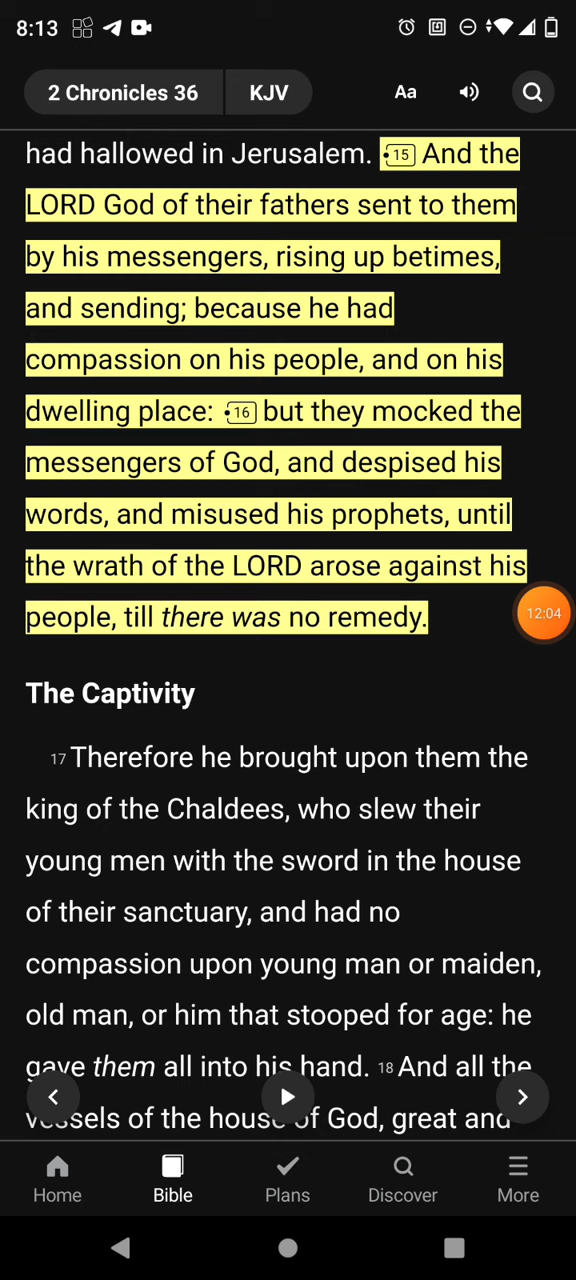 8:13
2 Chronicles 36 KJV Aa
had hallowed in Jerusalem. 15 And the
LORD God of their fathers sent to them
by his messengers, rising up betimes,
and sending; because he had
compassion on his people, and on his
dwelling place: 16 but they mocked the
messengers of God, and despised his
words, and misused his prophets, until
the wrath of the LORD arose against his
people, till there was no remedy.
12:04
The Captivity
17 Therefore he brought upon them the
king of the Chaldees, who slew their
young men with the sword in the house
of their sanctuary, and had no
compassion upon young man or maiden,
old man, or him that stooped for age: he
gave them all into his hand. 18 And all the
vessels of the house of God, great and
Home Bible Plans Discover More